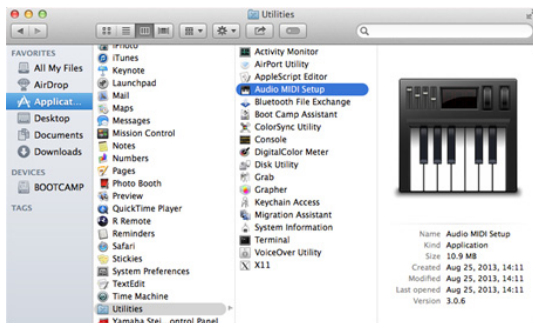 Utilities
FAVORITES
All My Files
AirDrop
Applicat...
Desktop
Documents
Downloads
DEVICES
BOOTCAMP
TAGS
iPhoto
iTunes
Keynote
Launchpad
Mail
Maps
Messages
Mission Control
Notes
Numbers
Pages
Photo Booth
Preview
QuickTime Player
R Remote
Reminders
Safari
Stickies
System Preferences
TextEdit
Time Machine
Utilities
Yamaha Stei...ontrol Panel
Activity Monitor
AirPort Utility
AppleScript Editor
Audio MIDI Setup
Bluetooth File Exchange
Boot Camp Assistant
ColorSync Utility
Console
DigitalColor Meter
Disk Utility
Grab
Grapher
Keychain Access
Migration Assistant
System Information
Terminal
VoiceOver Utility
X11
Name Audio MIDI Setup
Kind Application
Size 10.9 MB
Created Aug 25, 2013, 14:11
Modified Aug 25, 2013, 14:11
Last opened Aug 25, 2013, 14:11
Version 3.0.6